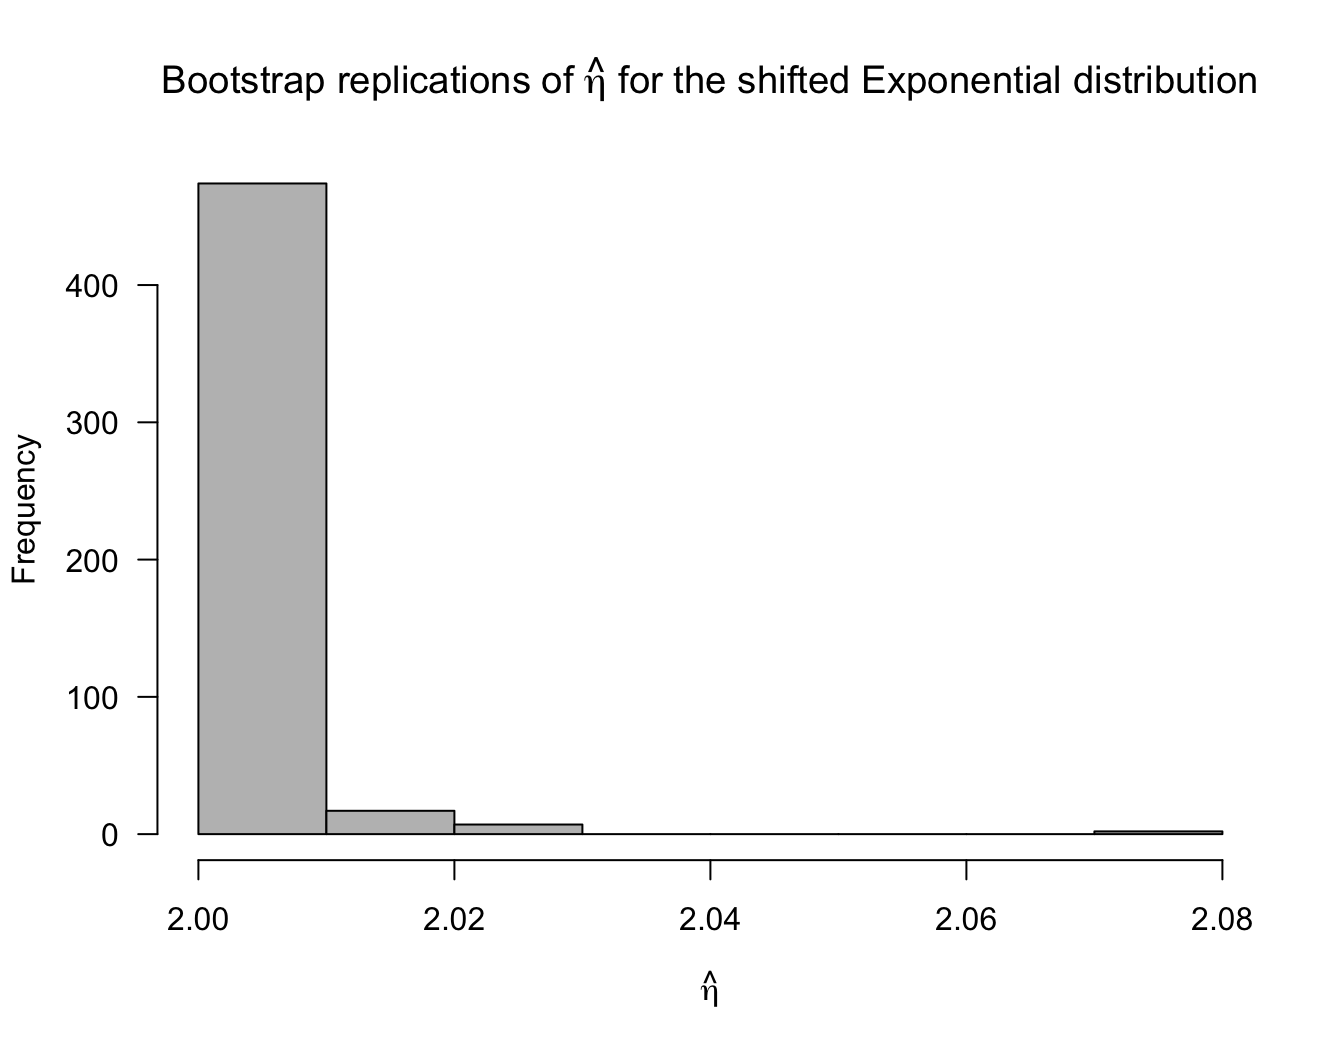 Bootstrap replications of η̂ for the shifted Exponential distribution
400
300
200
100
0
Frequency
2.00 2.02 2.04 2.06 2.08
η̂